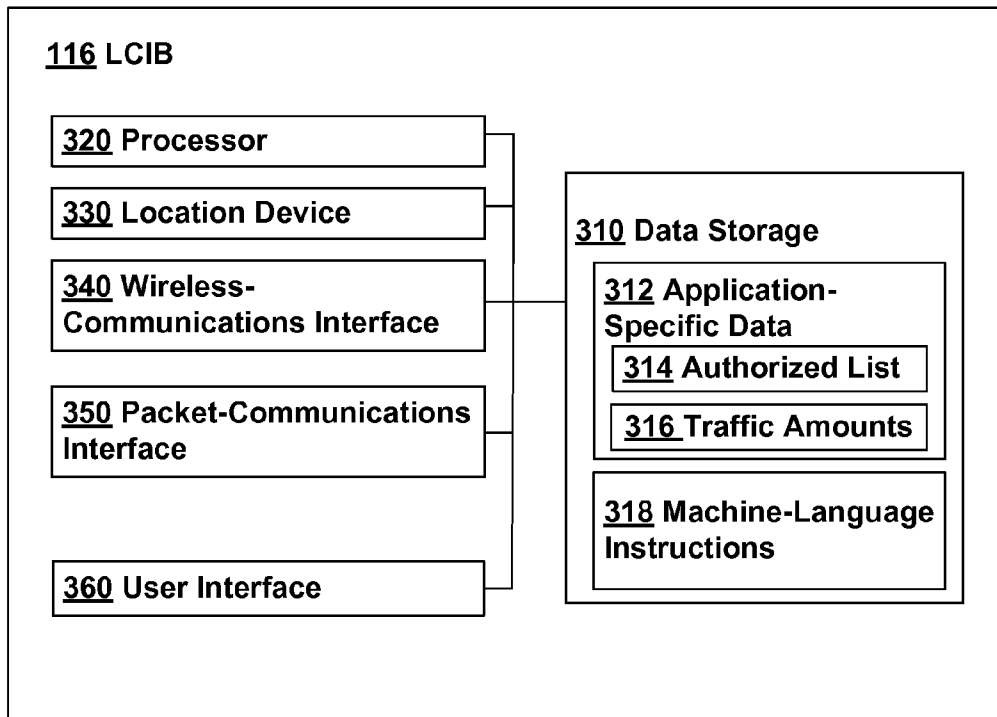 116 LCIB
320 Processor
330 Location Device
340 Wireless-
Communications Interface
350 Packet-Communications
Interface
360 User Interface
310 Data Storage
312 Application-
Specific Data
314 Authorized List
316 Traffic Amounts
318 Machine-Language
Instructions